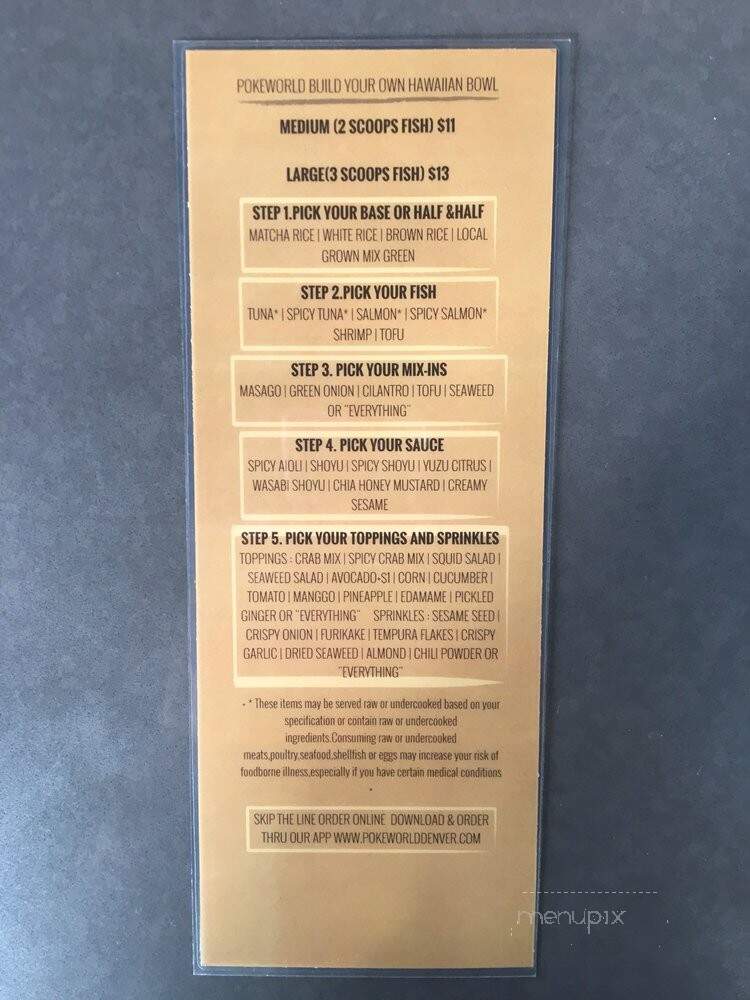 POKEWORLD BUILD YOUR OWN HAWAIIAN BOWL
MEDIUM (2 SCOOPS FISH) $11
LARGE(3 SCOOPS FISH) $13
STEP 1.PICK YOUR BASE OR HALF &HALF
MATCHA RICE | WHITE RICE | BROWN RICE | LOCAL
GROWN MIX GREEN
STEP 2.PICK YOUR FISH
TUNA* | SPICY TUNA* | SALMON* | SPICY SALMON*
SHRIMP | TOFU
STEP 3. PICK YOUR MIX-INS
MASAGO | GREEN ONION | CILANTRO | TOFU | SEAWEED
OR "EVERYTHING"
STEP 4. PICK YOUR SAUCE
SPICY AIOLI | SHOYU | SPICY SHOYU | YUZU CITRUS |
WASABI SHOYU | CHIA HONEY MUSTARD | CREAMY
SESAME
STEP 5. PICK YOUR TOPPINGS AND SPRINKLES
TOPPINGS : CRAB MIX | SPICY CRAB MIX | SQUID SALAD |
SEAWEED SALAD | AVOCADO+$1 | CORN | CUCUMBER |
TOMATO | MANGGO | PINEAPPLE | EDAMAME | PICKLED
GINGER OR "EVERYTHING" SPRINKLES : SESAME SEED |
CRISPY ONION | FURIKAKE | TEMPURA FLAKES | CRISPY
GARLIC | DRIED SEAWEED | ALMOND | CHILI POWDER OR
"EVERYTHING"
• * These items may be served raw or undercooked based on your
specification or contain raw or undercooked
ingredients.Consuming raw or undercooked
meats,poultry,seafood,shellfish or eggs may increase your risk of
foodborne illness,especially if you have certain medical conditions
•
SKIP THE LINE ORDER ONLINE DOWNLOAD & ORDER
THRU OUR APP WWW.POKEWORLDDENVER.COM
menupix